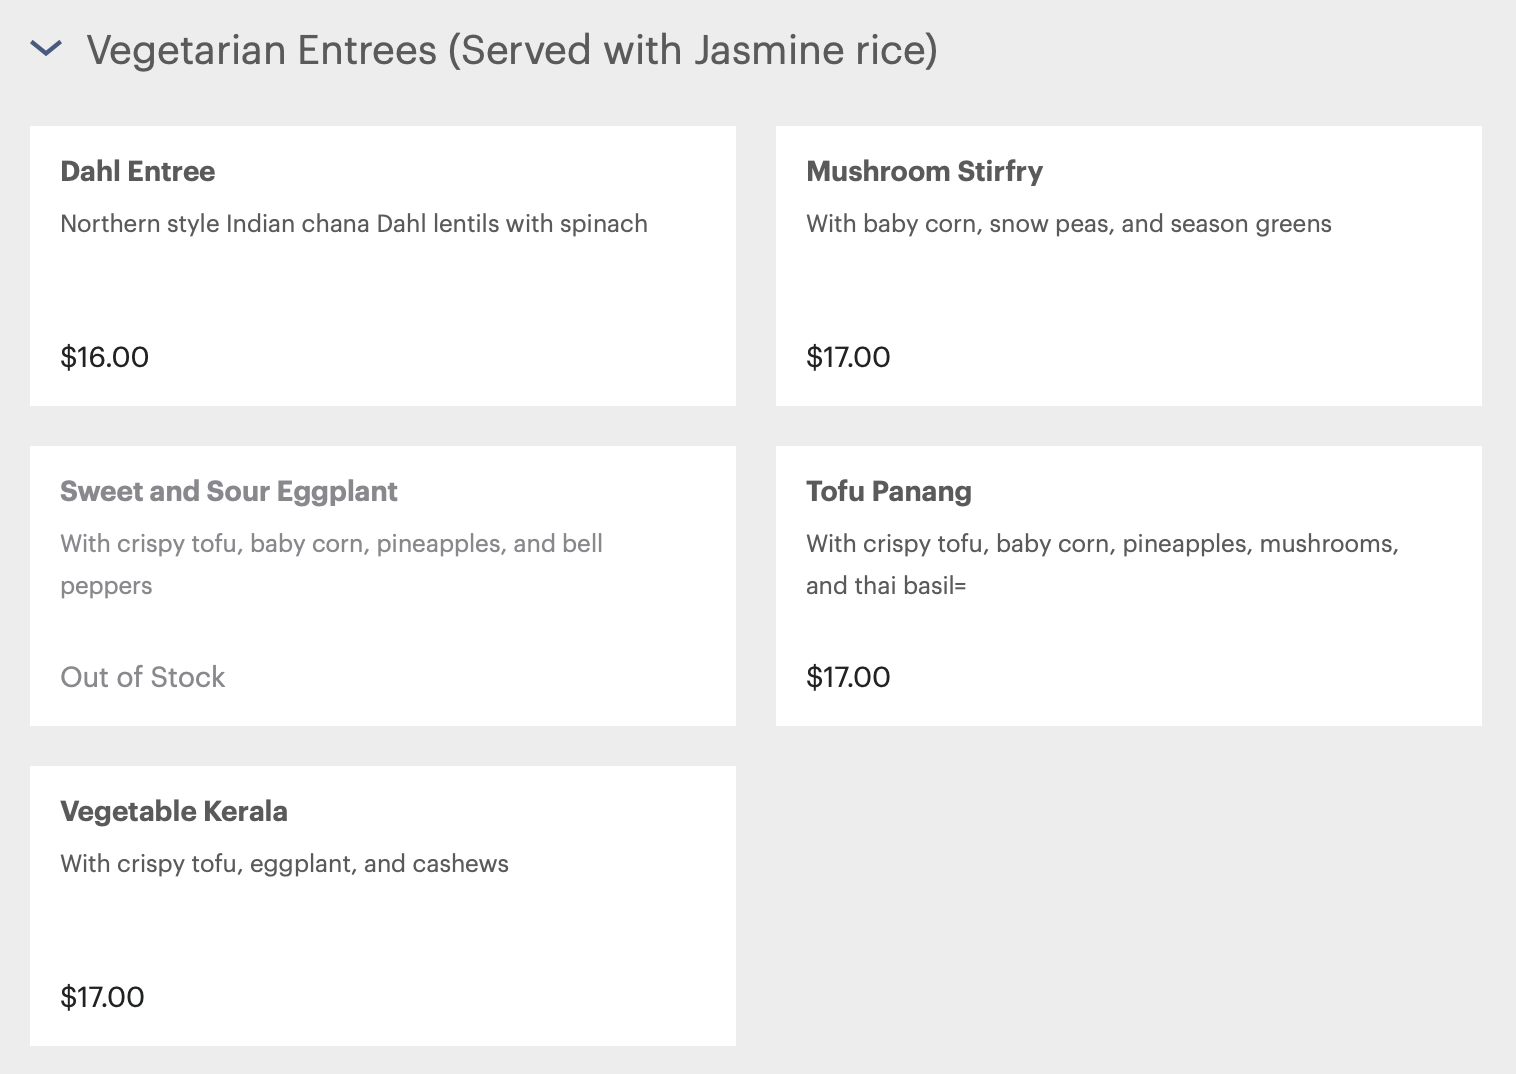 Vegetarian Entrees (Served with Jasmine rice)
Dahl Entree
Northern style Indian chana Dahl lentils with spinach
$16.00
Mushroom Stirfry
With baby corn, snow peas, and season greens
$17.00
Sweet and Sour Eggplant
With crispy tofu, baby corn, pineapples, and bell
peppers
Out of Stock
Tofu Panang
With crispy tofu, baby corn, pineapples, mushrooms,
and thai basil=
$17.00
Vegetable Kerala
With crispy tofu, eggplant, and cashews
$17.00